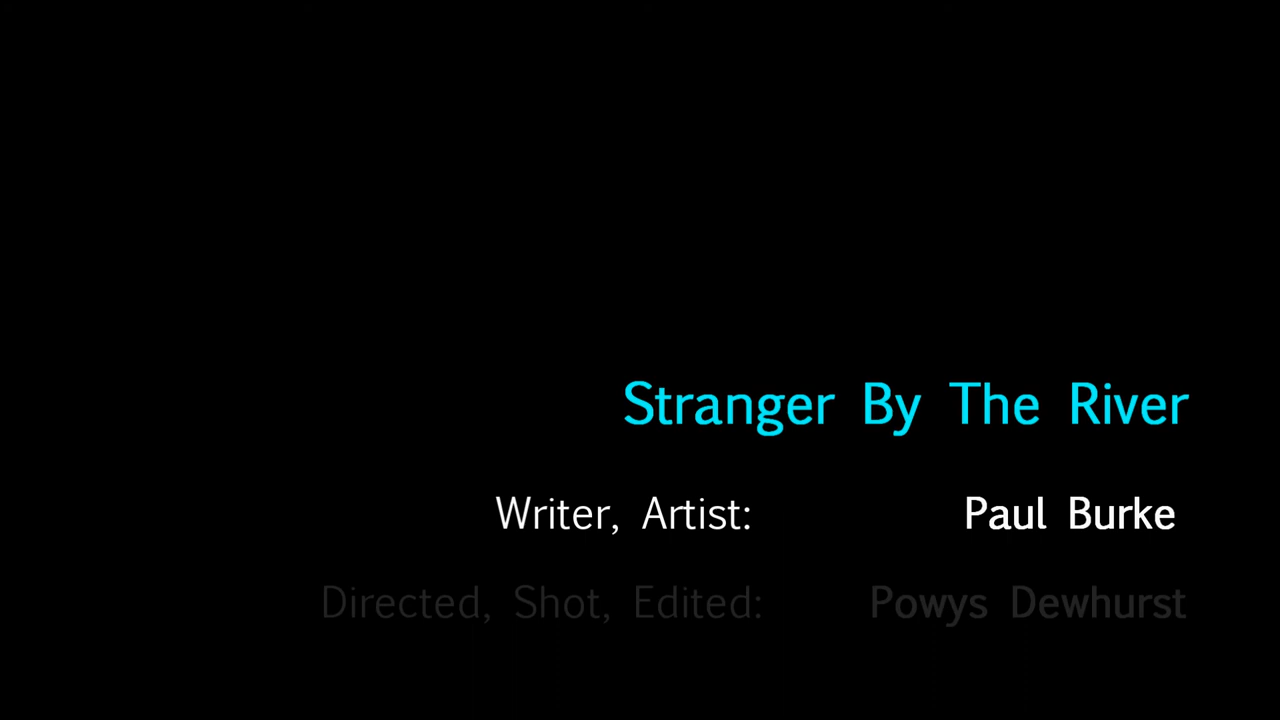 Stranger By The River
Writer, Artist: Paul Burke
Directed, Shot, Edited: Powys Dewhurst